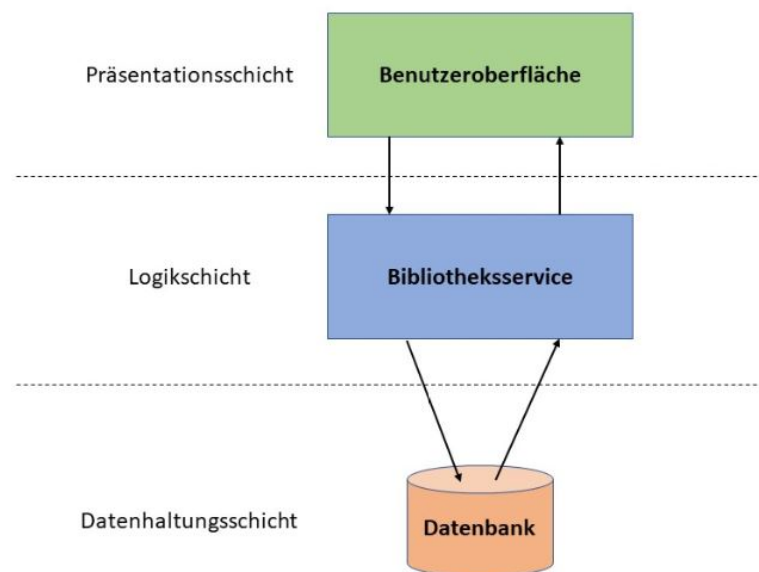 Präsentationsschicht
Benutzeroberfläche
Logikschicht
Bibliotheksservice
Datenhaltungsschicht
Datenbank